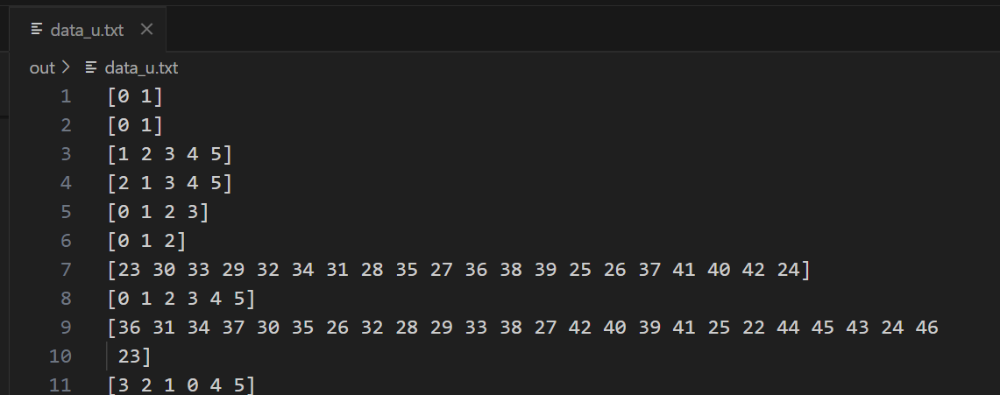 data_u.txt
out > data_u.txt
1 [0 1]
2 [0 1]
3 [1 2 3 4 5]
4 [2 1 3 4 5]
5 [0 1 2 3]
6 [0 1 2]
7 [23 30 33 29 32 34 31 28 35 27 36 38 39 25 26 37 41 40 42 24]
8 [0 1 2 3 4 5]
9 [36 31 34 37 30 35 26 32 28 29 33 38 27 42 40 39 41 25 22 44 45 43 24 46
10 23]
11 [3 2 1 0 4 5]